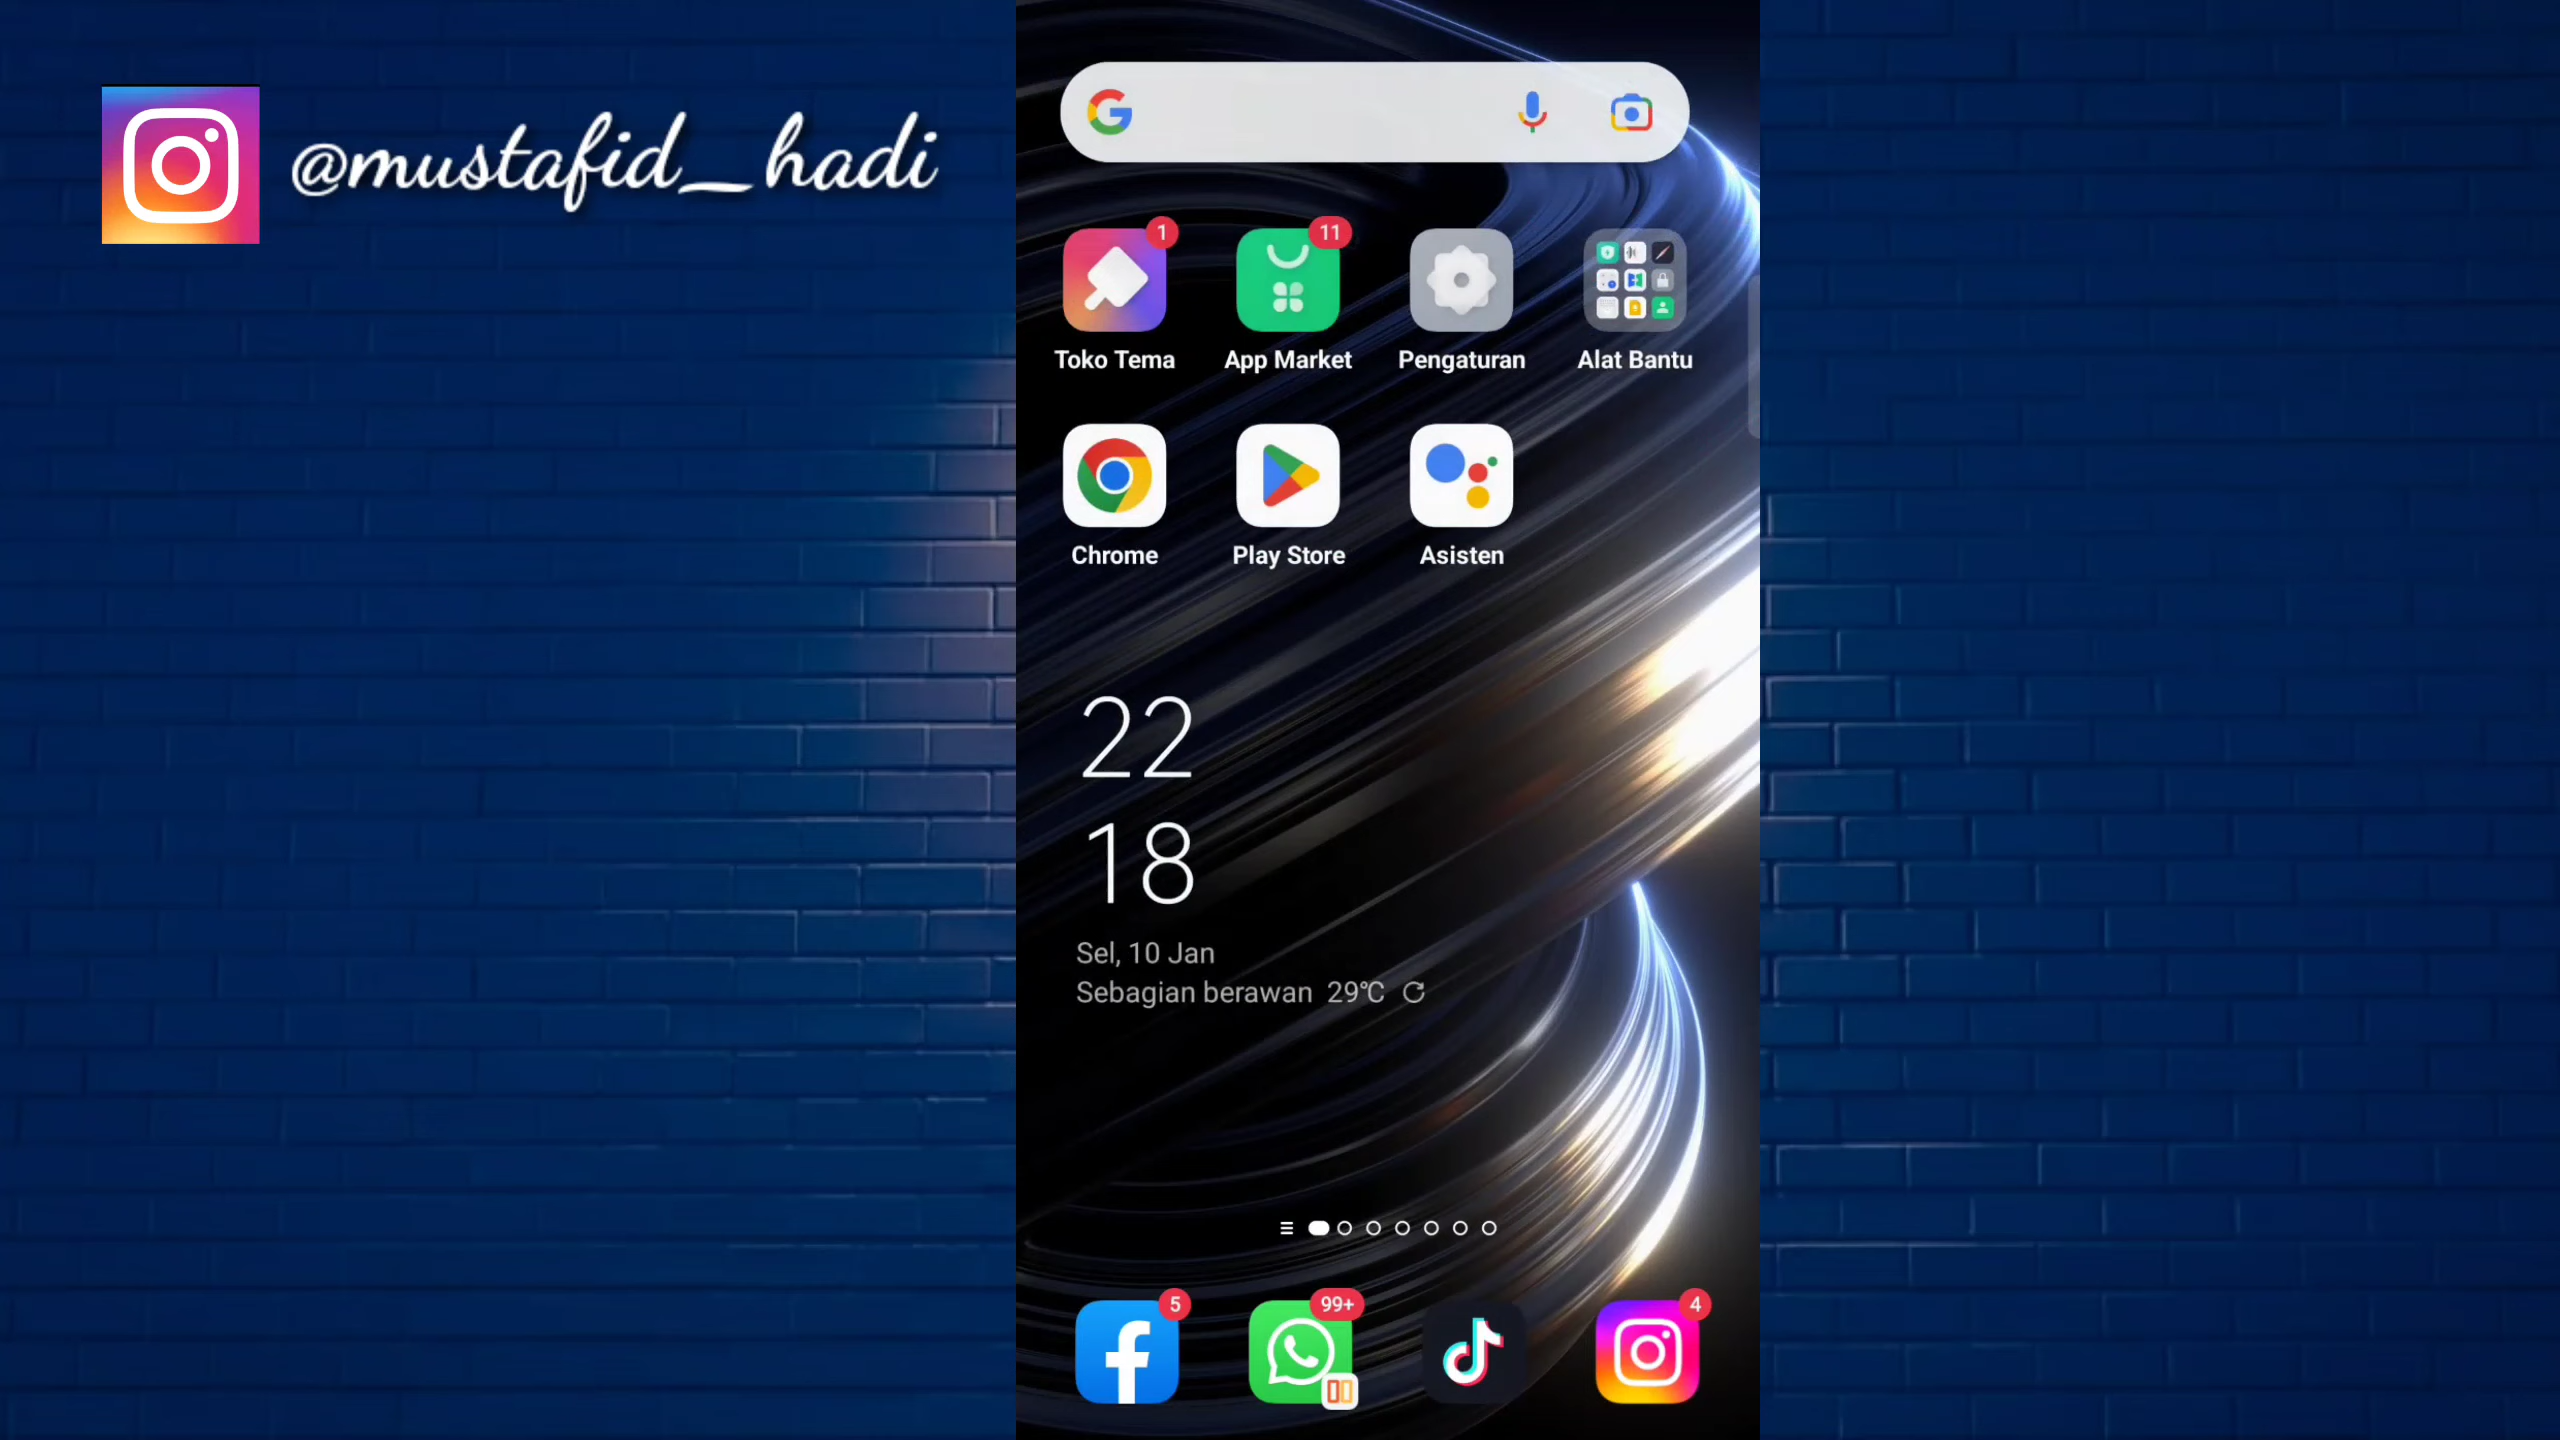 @mustafid_hadi
1
11
Toko Tema
App Market
Pengaturan
Alat Bantu
Chrome
Play Store
Asisten
22
18
Sel, 10 Jan
Sebagian berawan 29℃
5
99+
4